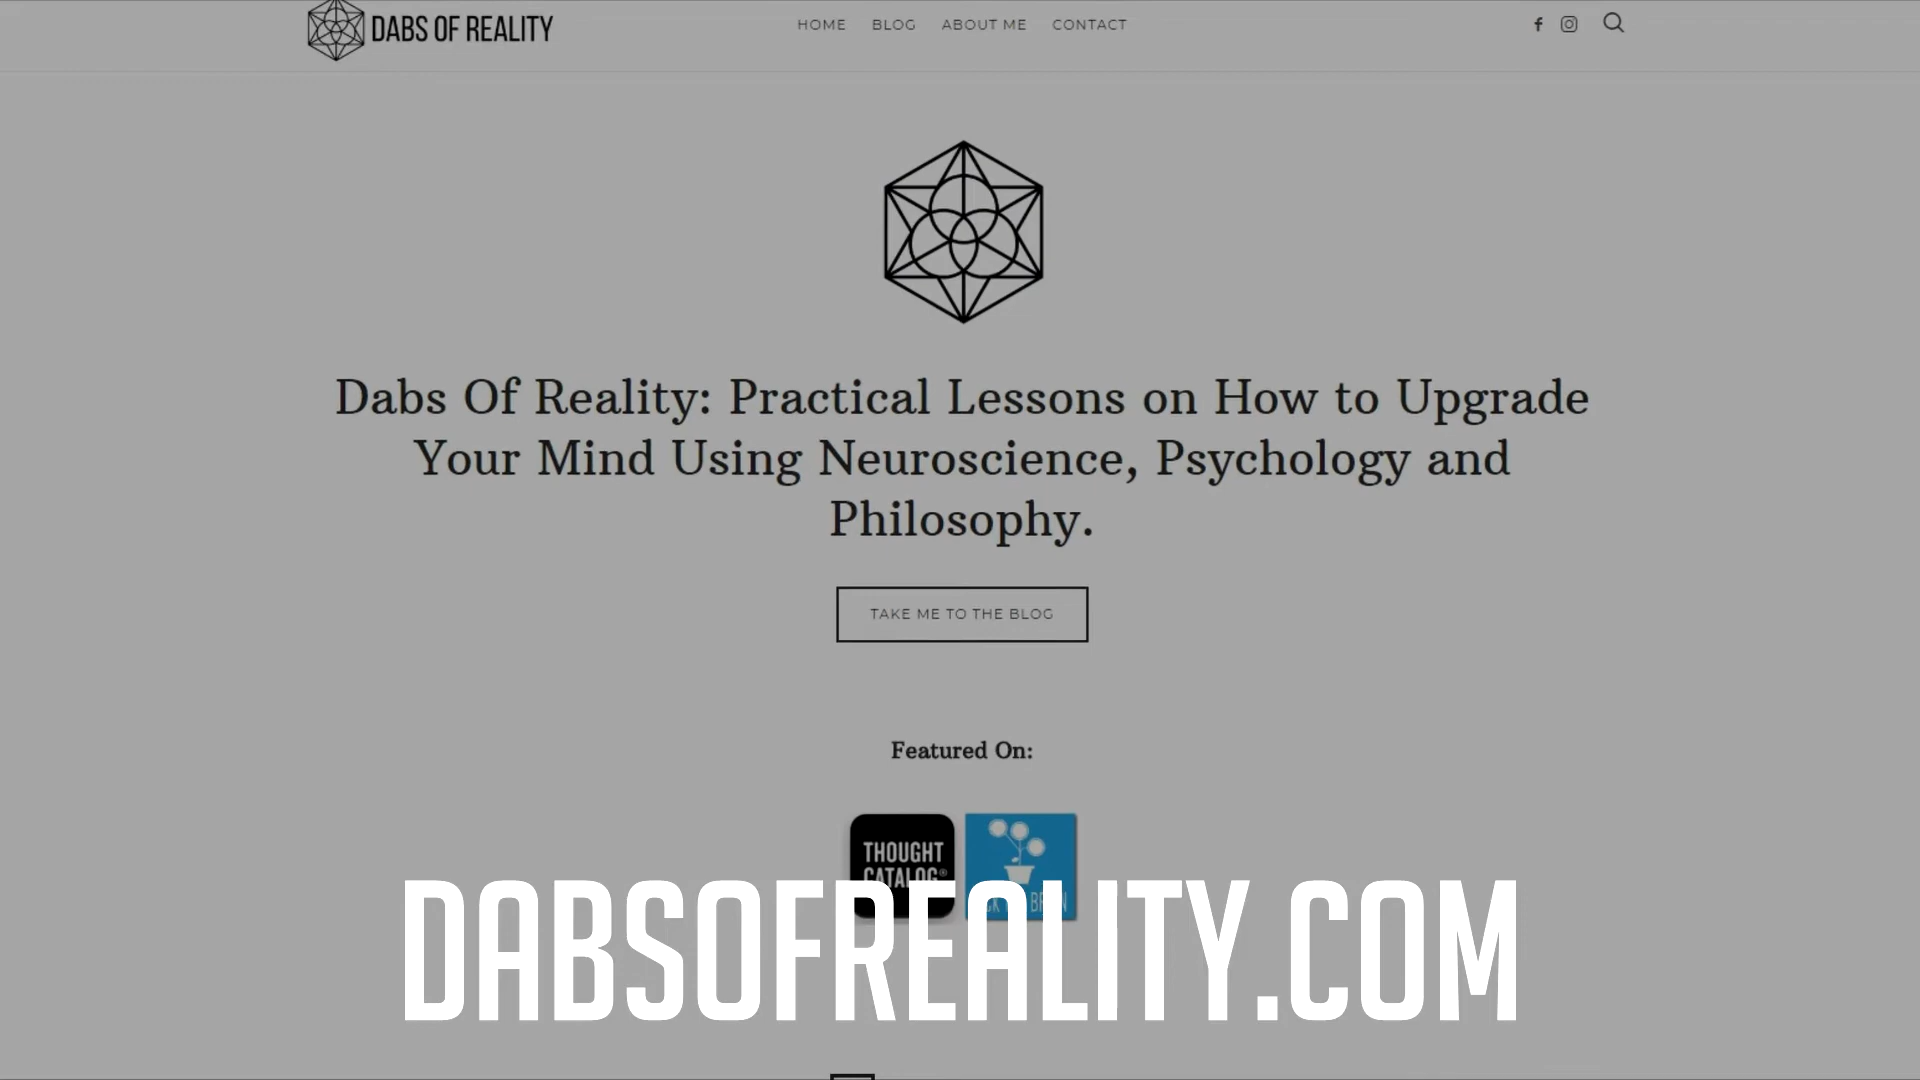 DABS OF REALITY
HOME BLOG ABOUT ME CONTACT
Dabs Of Reality: Practical Lessons on How to Upgrade
Your Mind Using Neuroscience, Psychology and
Philosophy.
TAKE ME TO THE BLOG
Featured On:
THOUGHT
CATALOG®
DABSOFREALITY.COM